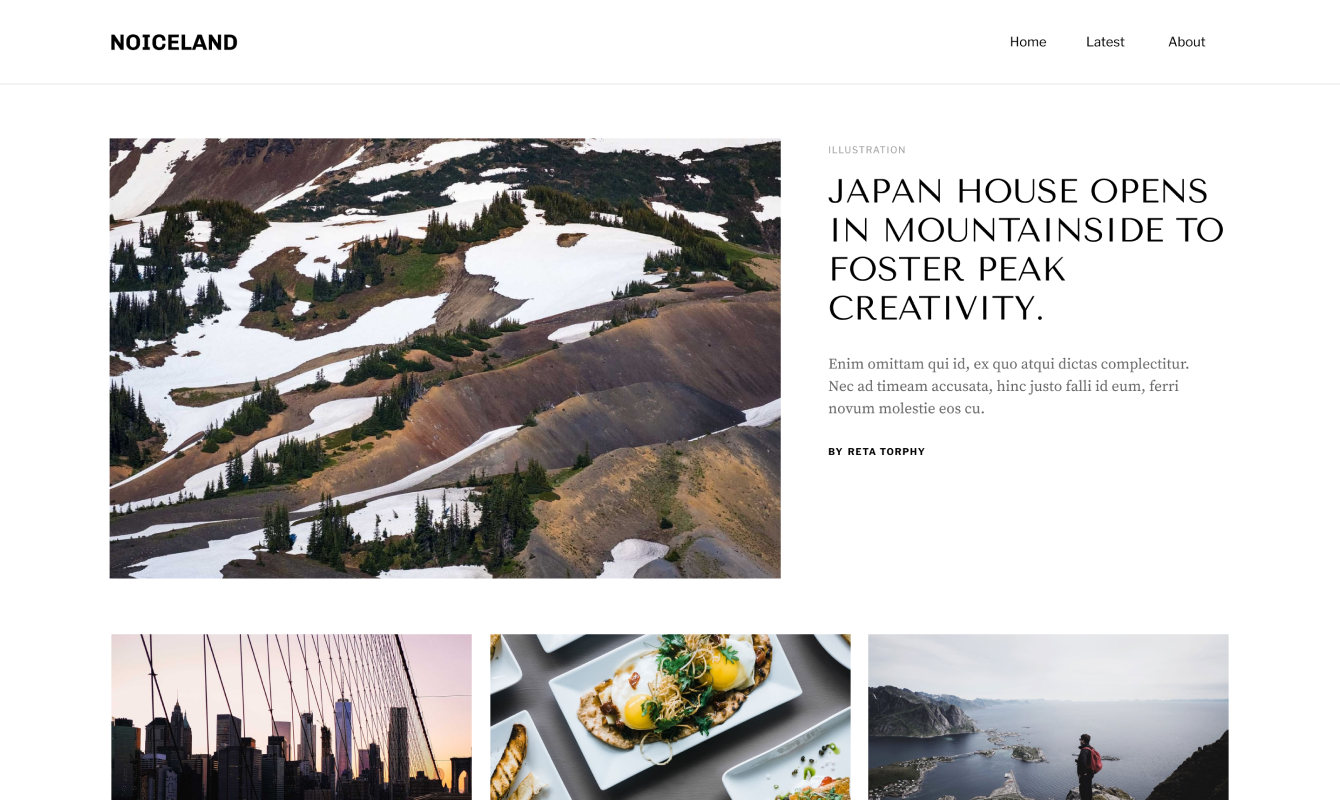 NOICELAND
Home Latest About
ILLUSTRATION
JAPAN HOUSE OPENS
IN MOUNTAINSIDE TO
FOSTER PEAK
CREATIVITY.
Enim omittam qui id, ex quo atqui dictas complectitur.
Nec ad timeam accusata, hinc justo falli id eum, ferri
novum molestie eos cu.
BY RETA TORPHY